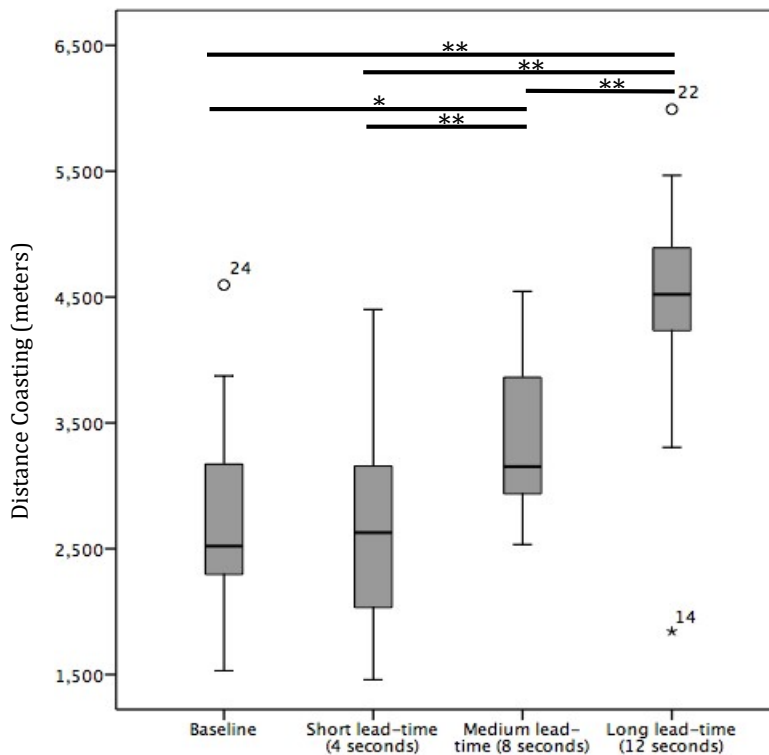 6,500
**
**
**
22
*
**
5,500
24
4,500
3,500
2,500
14
1,500
Distance Coasting (meters)
Baseline
Short lead-time
(4 seconds)
Medium lead-
time (8 seconds)
Long lead-time
(12 seconds)